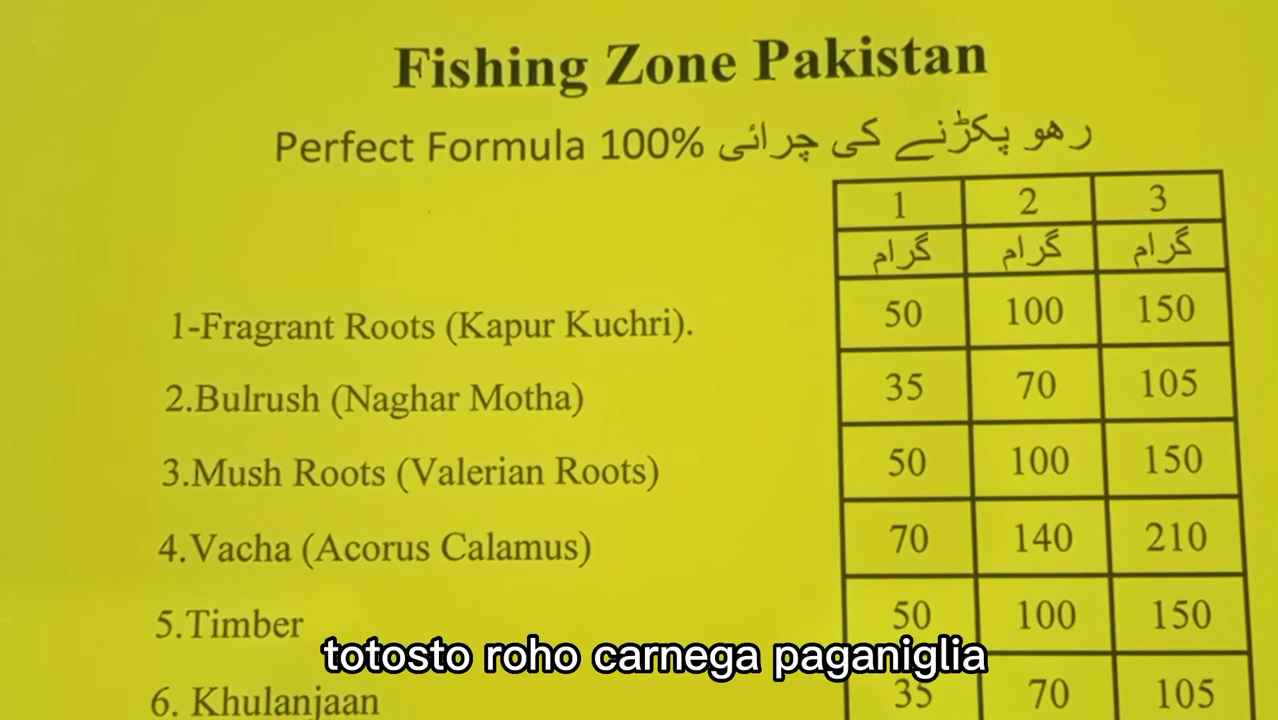 Fishing Zone Pakistan
Perfect Formula 100% رھو پکڑنے کی چرائی
1 2 3
گرام گرام گرام
1-Fragrant Roots (Kapur Kuchri). 50 100 150
2.Bulrush (Naghar Motha) 35 70 105
3.Mush Roots (Valerian Roots) 50 100 150
4.Vacha (Acorus Calamus) 70 140 210
5.Timber 50 100 150
totosto roho carnega paganiglia
6. Khulanjaan 35 70 105